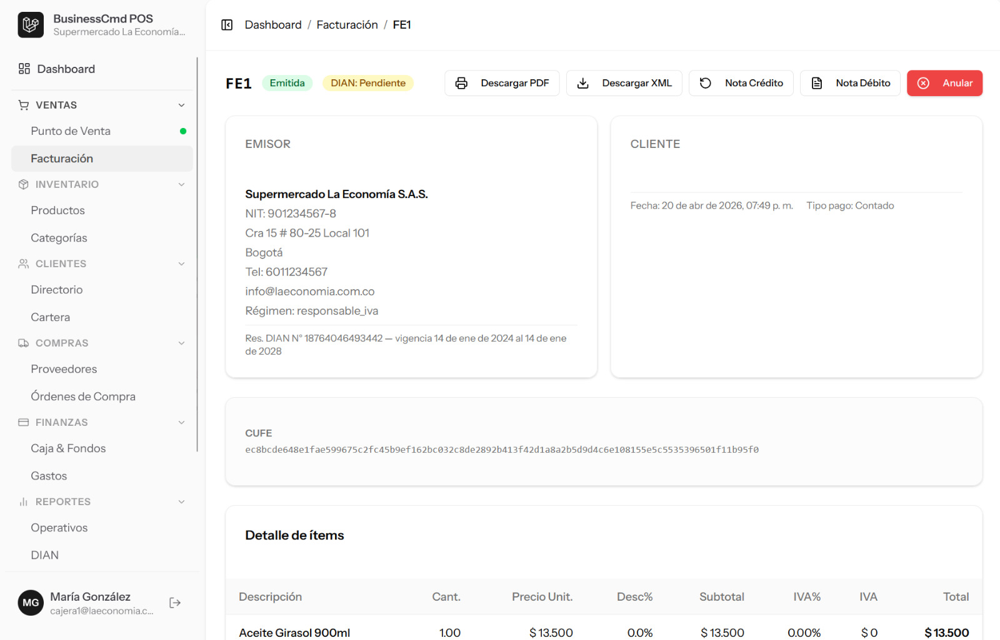 BusinessCmd POS
Supermercado La Economía...
Dashboard
VENTAS
Punto de Venta
Facturación
INVENTARIO
Productos
Categorías
CLIENTES
Directorio
Cartera
COMPRAS
Proveedores
Órdenes de Compra
FINANZAS
Caja & Fondos
Gastos
REPORTES
Operativos
DIAN
MG
María González
cajera1@laeconomia.c...
Dashboard / Facturación / FE1
FE1 Emitida DIAN: Pendiente Descargar PDF Descargar XML Nota Crédito Nota Débito Anular
EMISOR
Supermercado La Economía S.A.S.
NIT: 901234567-8
Cra 15 # 80-25 Local 101
Bogotá
Tel: 6011234567
info@laeconomia.com.co
Régimen: responsable_iva
Res. DIAN N° 18764046493442 — vigencia 14 de ene de 2024 al 14 de ene
de 2028
CLIENTE
Fecha: 20 de abr de 2026, 07:49 p. m. Tipo pago: Contado
CUFE
ec8bcde648e1fae599675c2fc45b9ef162bc032c8de2892b413f42d1a8a2b5d9d4c6e108155e5c5535396501f11b95f0
Detalle de ítems
Descripción Cant. Precio Unit. Desc% Subtotal IVA% IVA Total
Aceite Girasol 900ml 1.00 $ 13.500 0.0% $ 13.500 0.00% $ 0 $ 13.500